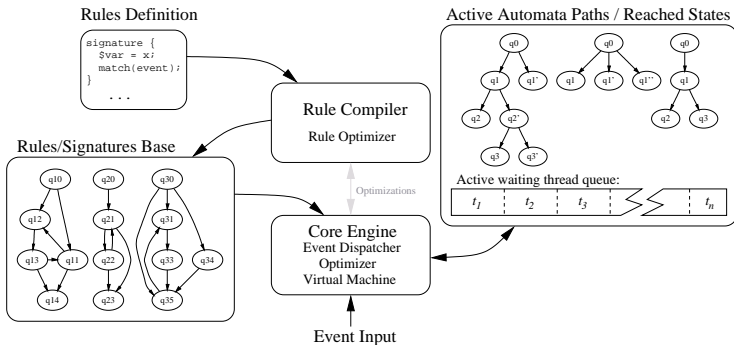 Rules Definition
signature {
$var = x;
match(event);
}
...
Rule Compiler
Rule Optimizer
Optimizations
Rules/Signatures Base
q10
q20
q30
q12
q21
q31
q13
q11
q22
q33
q34
q14
q23
q35
Core Engine
Event Dispatcher
Optimizer
Virtual Machine
Event Input
Active Automata Paths / Reached States
q0
q0
q0
q1
q1'
q1
q1'
q1''
q1
q2
q2'
q2
q3
q3
q3'
Active waiting thread queue:
t1 t2 t3 tn